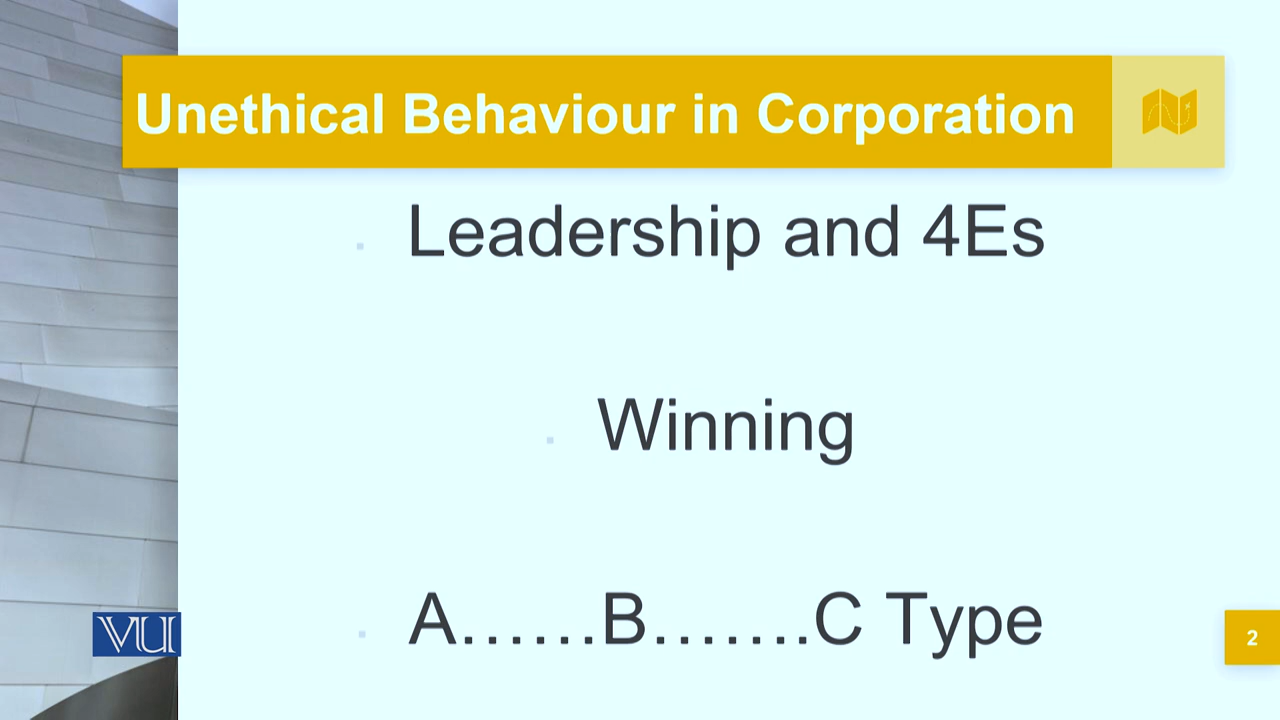 Unethical Behaviour in Corporation
Leadership and 4Es
Winning
A......B.......C Type
VU
2